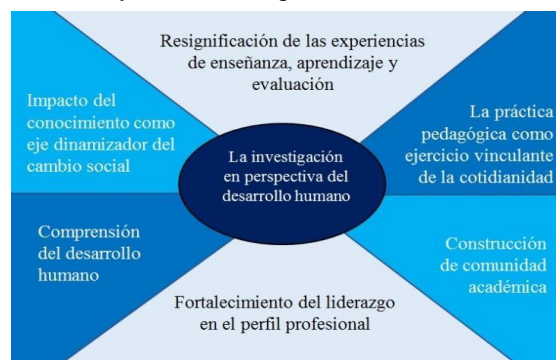 Resignificación de las experiencias
de enseñanza, aprendizaje y
evaluación
Impacto del
conocimiento como
eje dinamizador del
cambio social
La práctica
pedagógica como
ejercicio vinculante
de la cotidianidad
La investigación
en perspectiva del
desarrollo humano
Comprensión
del desarrollo
humano
Construcción
de comunidad
académica
Fortalecimiento del liderazgo
en el perfil profesional